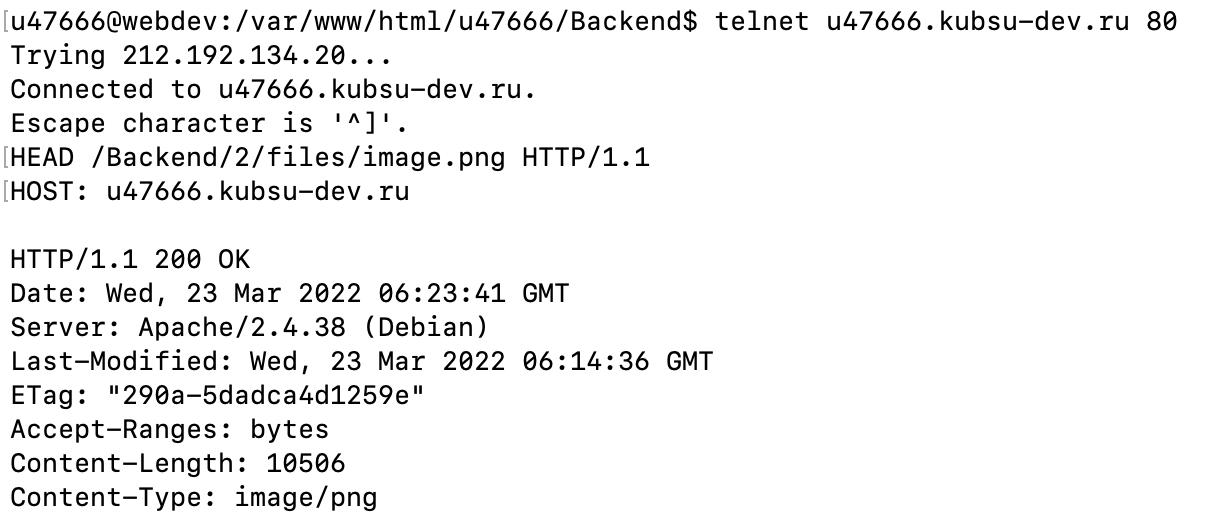 [u47666@webdev:/var/www/html/u47666/Backend$ telnet u47666.kubsu-dev.ru 80
Trying 212.192.134.20...
Connected to u47666.kubsu-dev.ru.
Escape character is '^]'.
[HEAD /Backend/2/files/image.png HTTP/1.1
[HOST: u47666.kubsu-dev.ru

HTTP/1.1 200 OK
Date: Wed, 23 Mar 2022 06:23:41 GMT
Server: Apache/2.4.38 (Debian)
Last-Modified: Wed, 23 Mar 2022 06:14:36 GMT
ETag: "290a-5dadca4d1259e"
Accept-Ranges: bytes
Content-Length: 10506
Content-Type: image/png